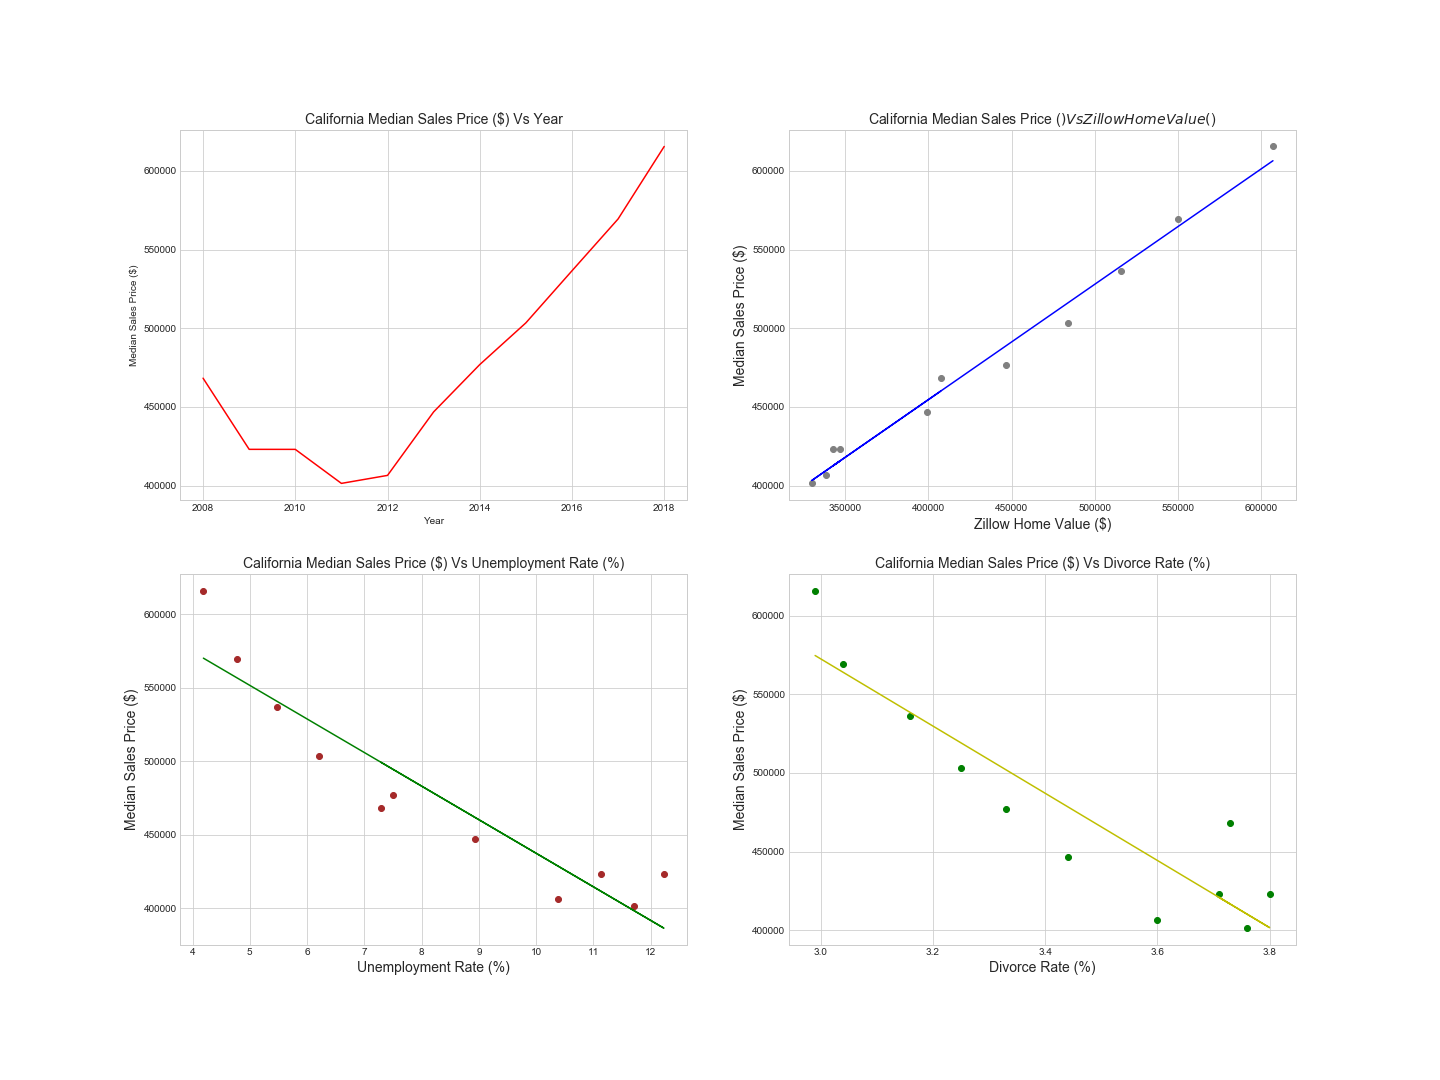 California Median Sales Price ($) Vs Year
600000
550000
500000
450000
400000
Median Sales Price ($)
2008 2010 2012 2014 2016 2018
Year
California Median Sales Price ()VsZillowHomeValue()
600000
550000
500000
450000
400000
Median Sales Price ($)
350000 400000 450000 500000 550000 600000
Zillow Home Value ($)
California Median Sales Price ($) Vs Unemployment Rate (%)
600000
550000
500000
450000
400000
Median Sales Price ($)
4 5 6 7 8 9 10 11 12
Unemployment Rate (%)
California Median Sales Price ($) Vs Divorce Rate (%)
600000
550000
500000
450000
400000
Median Sales Price ($)
3.0 3.2 3.4 3.6 3.8
Divorce Rate (%)